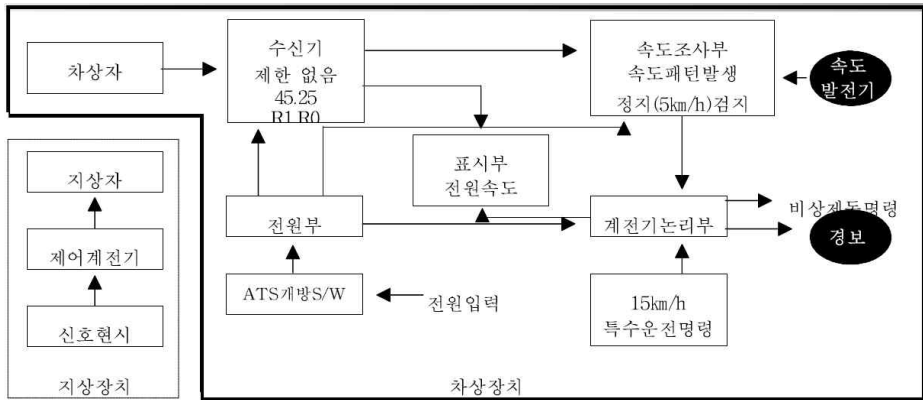 차상자
수신기
제한 없음
45.25
R1 R0
속도조사부
속도패턴발생
정지(5km/h)검지
속도
발전기
지상자
표시부
전원속도
제어계전기
전원부
계전기논리부
비상제동명령
경보
ATS개방S/W
전원입력
15km/h
특수운전명령
신호현시
지상장치
차상장치